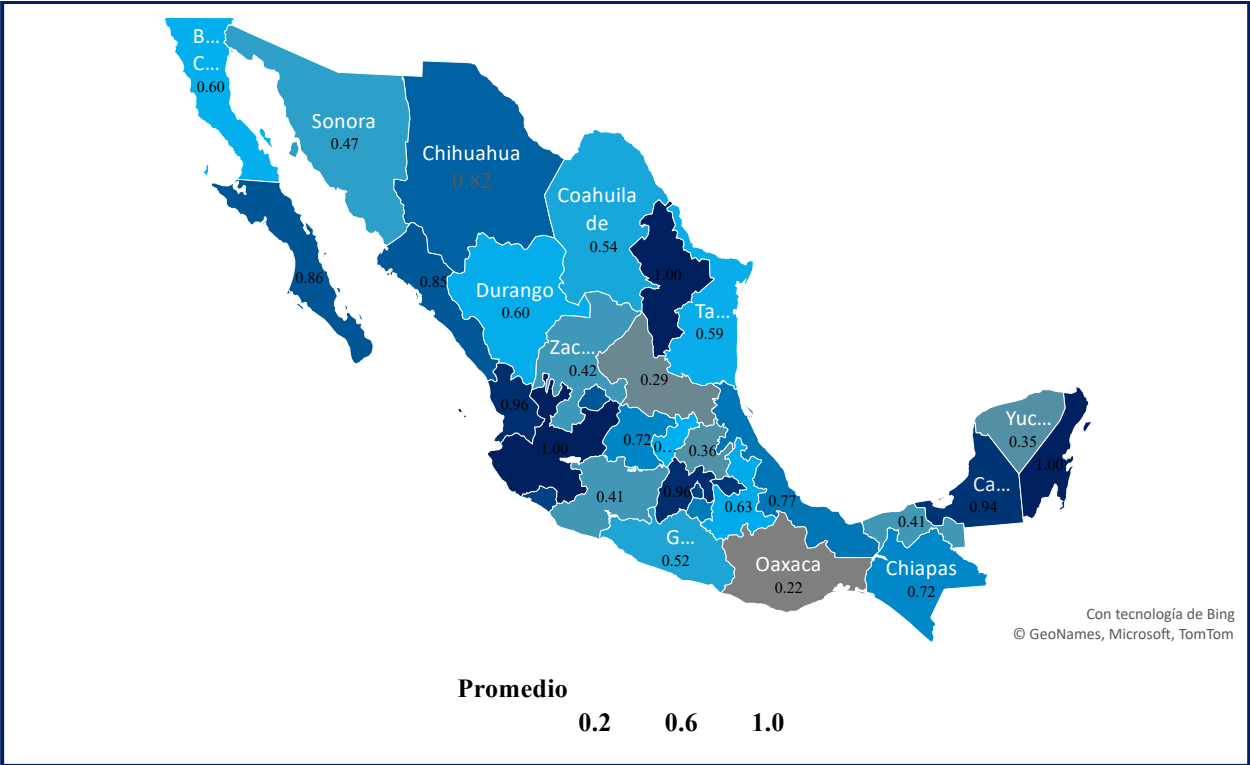 B...
C...
0.60
Sonora
0.47
Chihuahua
0.82
Coahuila
de
0.54
1.00
0.86
0.85
Durango
0.60
Ta...
0.59
Zac...
0.42
0.29
0.96
1.00
0.72
0...
0.36
0.41
0.96
0.63
0.77
G...
0.52
Oaxaca
0.22
Yuc...
0.35
1.00
Ca...
0.94
0.41
Chiapas
0.72
Con tecnología de Bing
© GeoNames, Microsoft, TomTom
Promedio
0.2 0.6 1.0